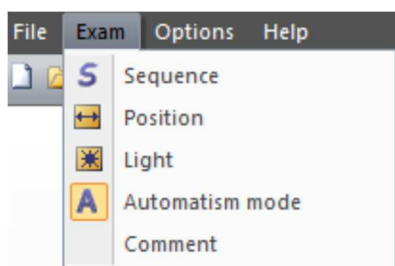 File Exam Options Help
S Sequence
Position
Light
A Automatism mode
Comment